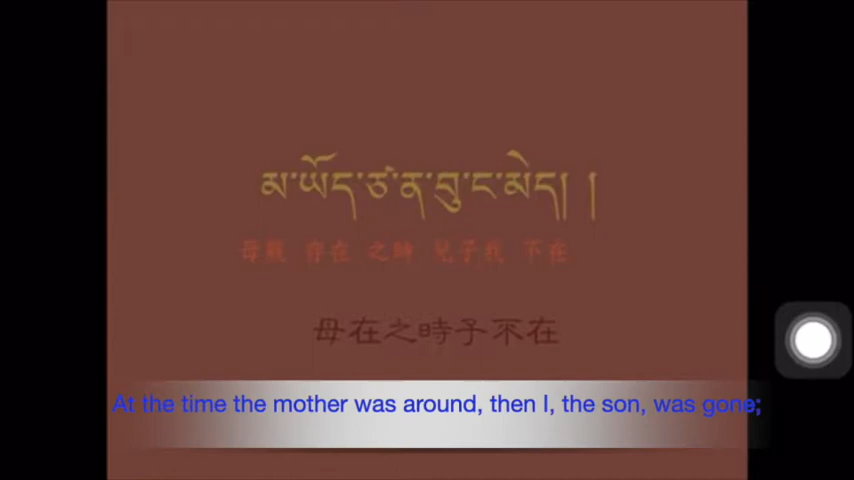 མ་ཡོད་ཙ་ན་བུ་ང་མེད། །
母親 存在 之時 兒子我 不在
母在之時子不在
At the time the mother was around, then I, the son, was gone;